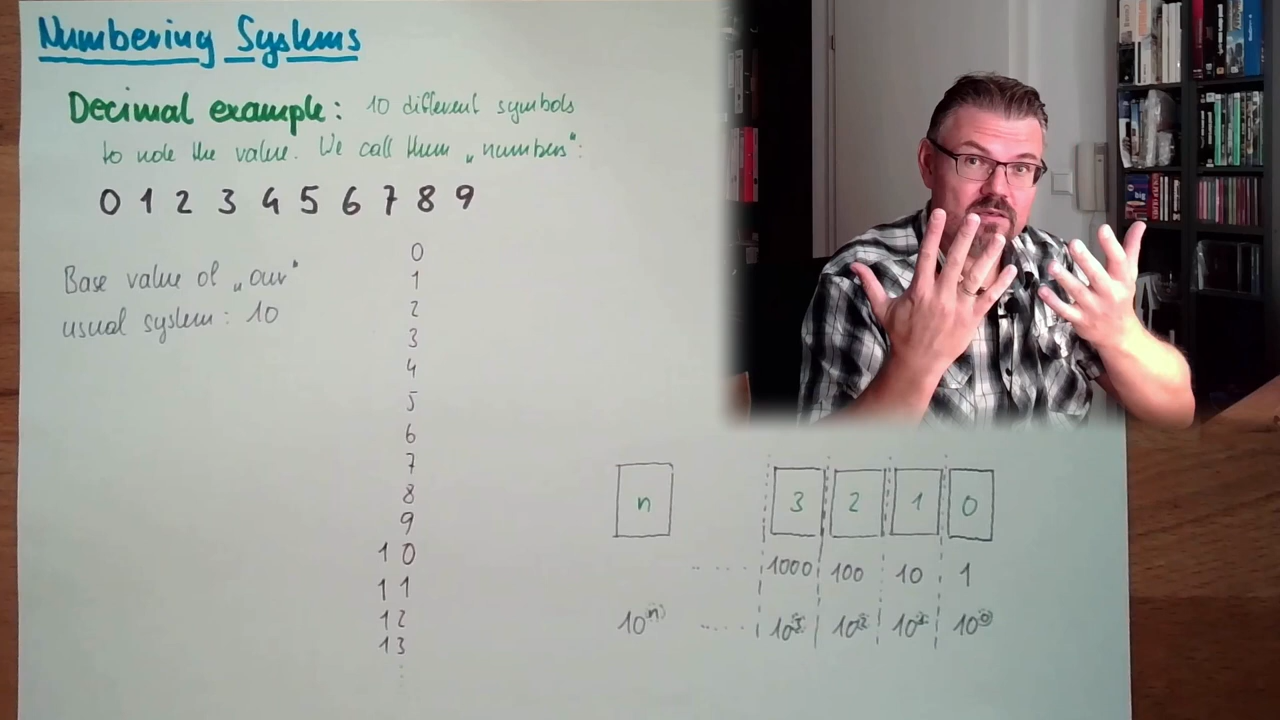 Numbering Systems
Decimal example: 10 different symbols
to note the value. We call them „numbers“:
0 1 2 3 4 5 6 7 8 9
Base value of „our“
usual system: 10
0
1
2
3
4
5
6
7
8
9
10
11
12
13
n 3 2 1 0
..... 1000 100 10 1
10ⁿ ..... 10³ 10² 10¹ 10⁰